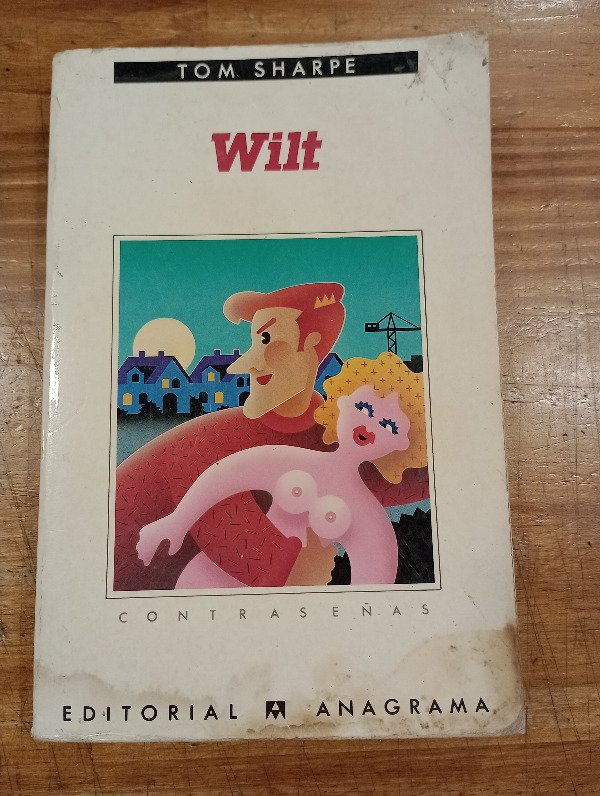 TOM SHARPE
Wilt
CONTRASEÑAS
EDITORIAL ANAGRAMA